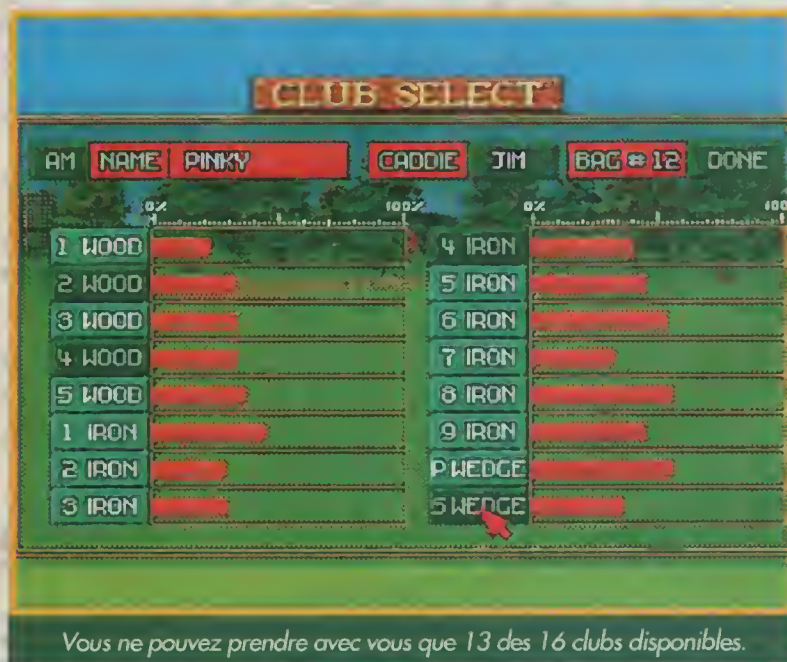 CLUB SELECT
AM NAME PINKY CADDIE JIM BAG # 12 DONE
0% 100% 0% 100
1 WOOD
2 WOOD
3 WOOD
4 WOOD
5 WOOD
1 IRON
2 IRON
3 IRON
4 IRON
5 IRON
6 IRON
7 IRON
8 IRON
9 IRON
P WEDGE
S WEDGE
Vous ne pouvez prendre avec vous que 13 des 16 clubs disponibles.